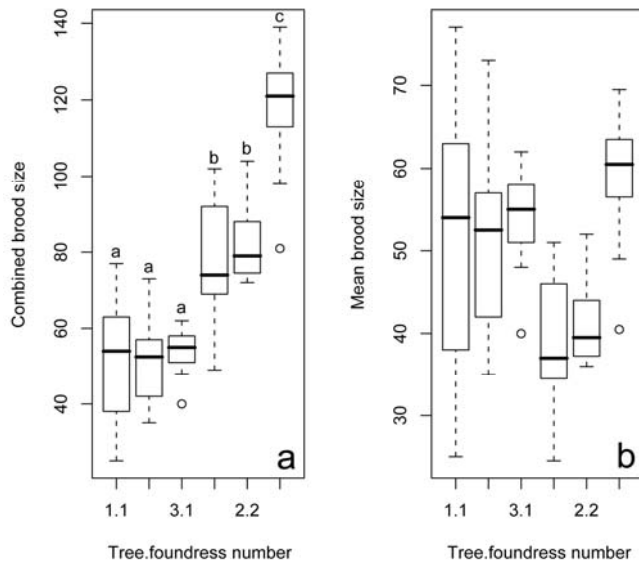 Combined brood size
140
120
100
80
60
40
a
a
a
b
b
c
a
1.1
3.1
2.2
Tree.foundress number
Mean brood size
70
60
50
40
30
b
1.1
3.1
2.2
Tree.foundress number